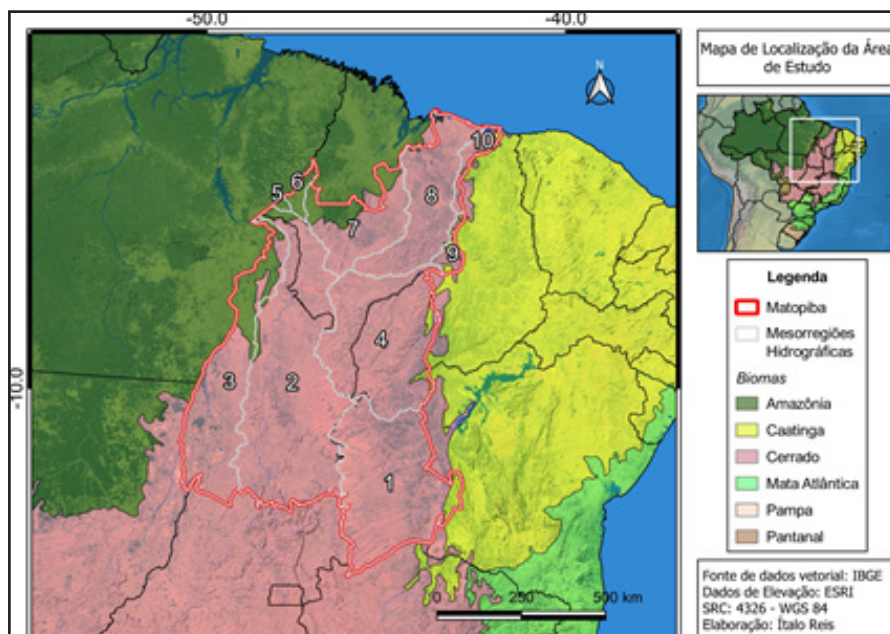 -50.0
-40.0
-10.0
N
5
6
7
8
9
10
4
3
2
1
0
250
500 km
Mapa de Localização da Área
de Estudo
Legenda
Matopiba
Mesorregiões
Hidrográficas
Biomas
Amazônia
Caatinga
Cerrado
Mata Atlântica
Pampa
Pantanal
Fonte de dados vetorial: IBGE
Dados de Elevação: ESRI
SRC: 4326 - WGS 84
Elaboração: Ítalo Reis